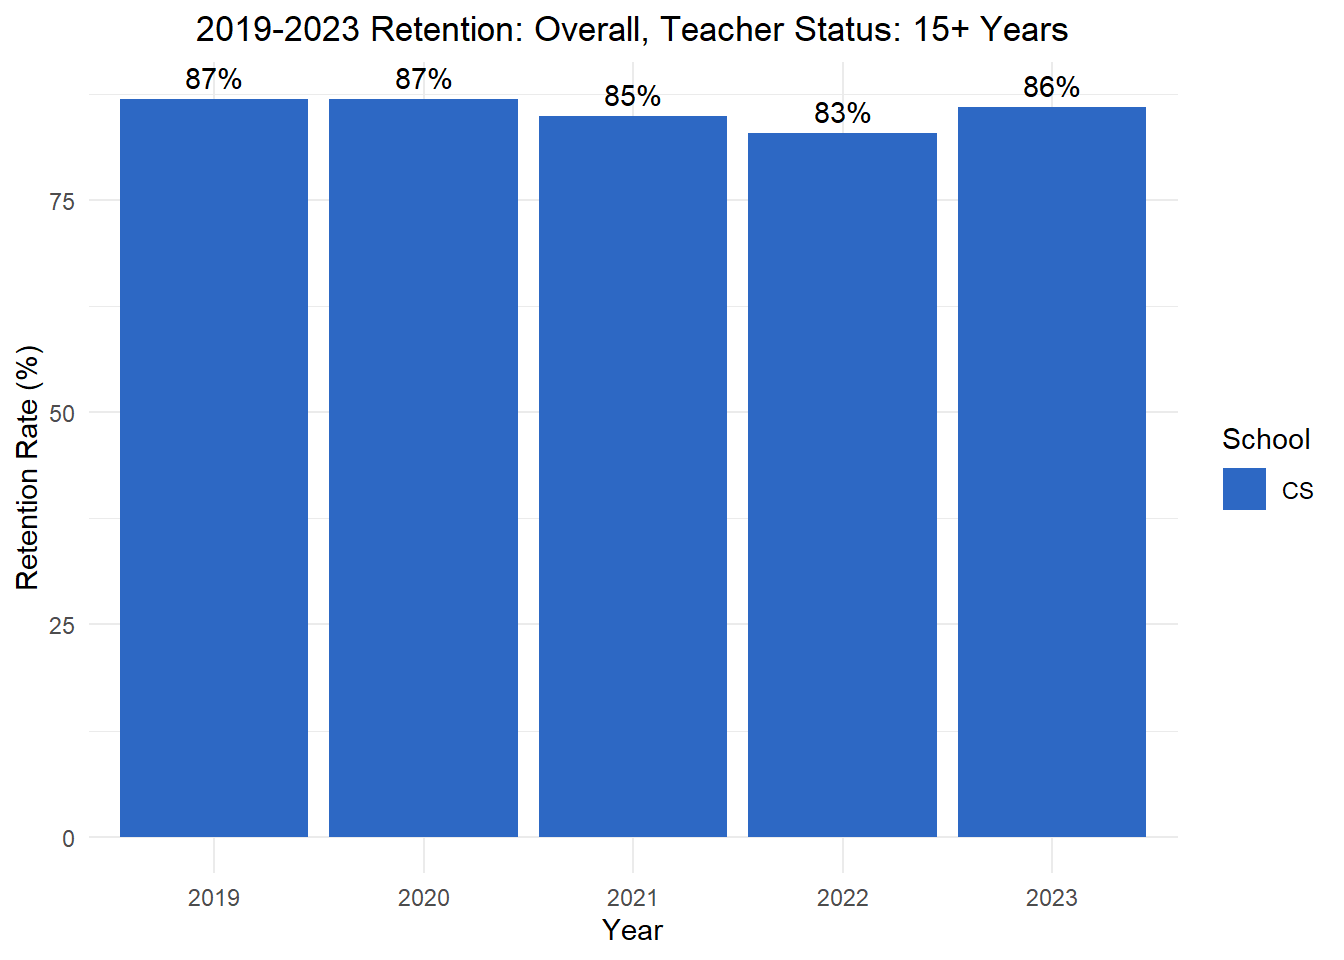 2019-2023 Retention: Overall, Teacher Status: 15+ Years
87%
87%
85%
83%
86%
Retention Rate (%)
75
50
25
0
2019
2020
2021
2022
2023
Year
School
CS